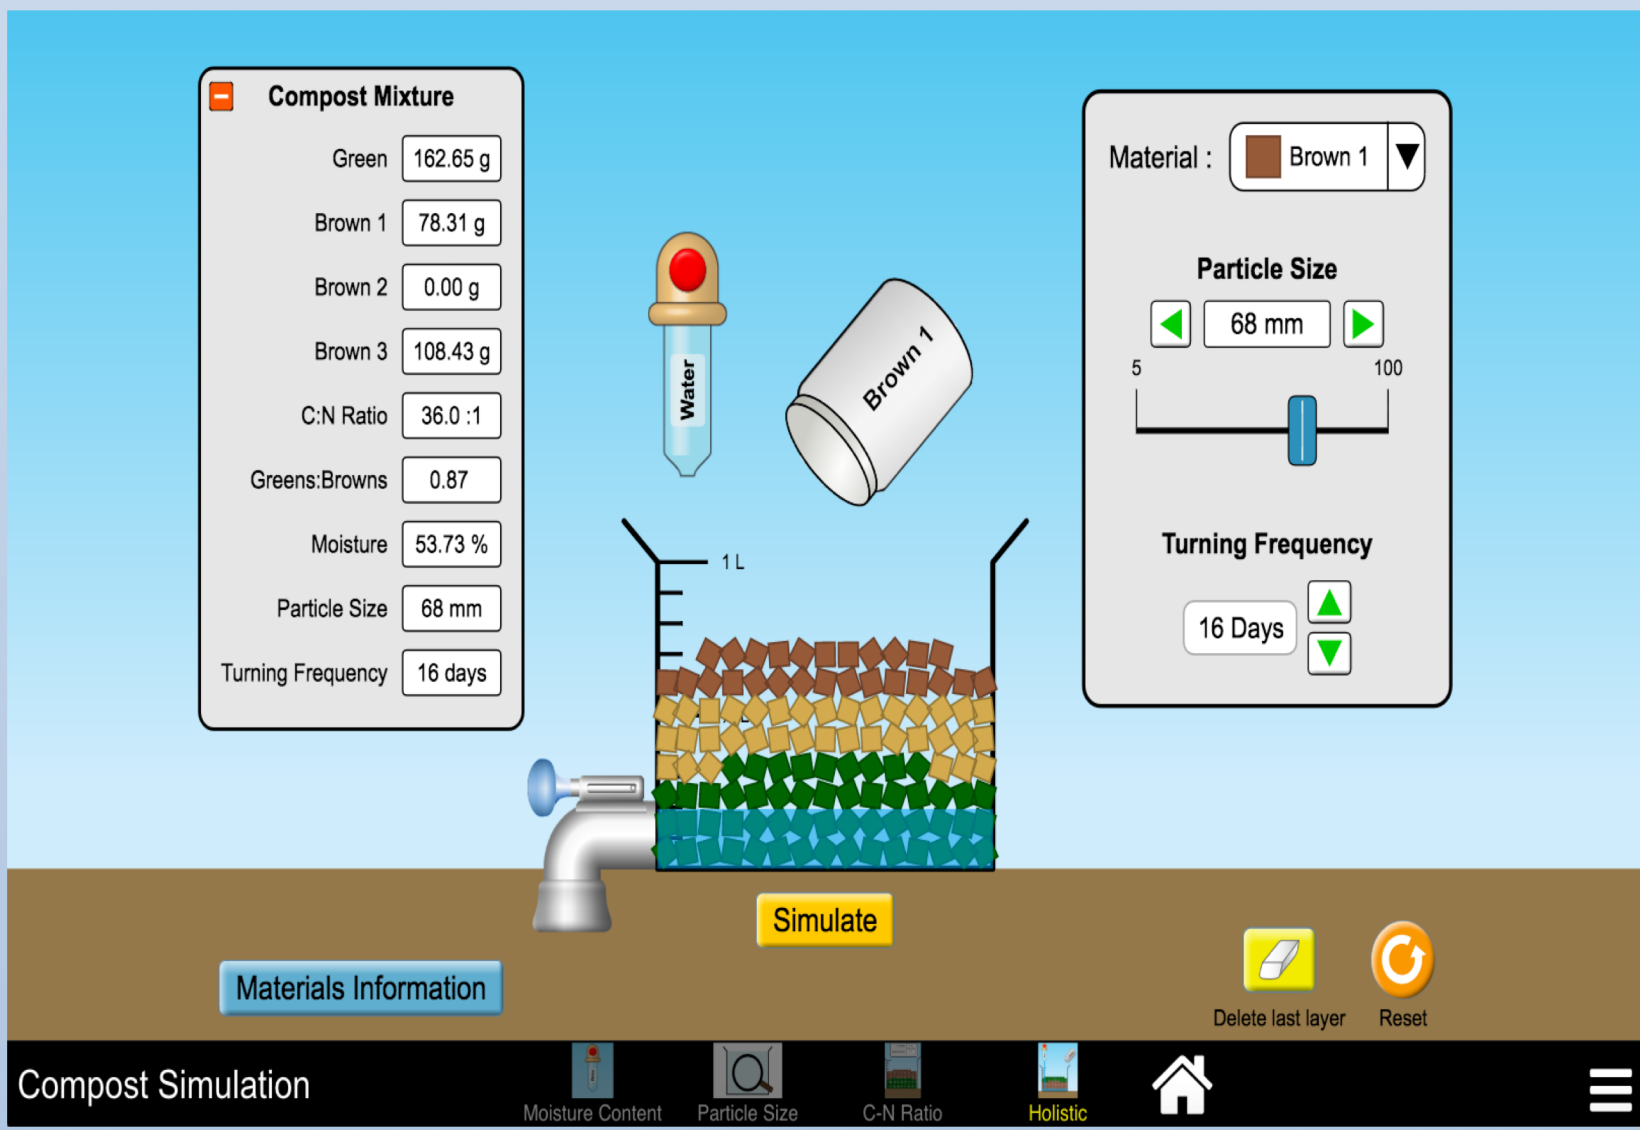 Compost Mixture
Green 162.65 g
Brown 1 78.31 g
Brown 2 0.00 g
Brown 3 108.43 g
C:N Ratio 36.0 :1
Greens:Browns 0.87
Moisture 53.73 %
Particle Size 68 mm
Turning Frequency 16 days
Water
Brown 1
1 L
Material : Brown 1
Particle Size
68 mm
5 100
Turning Frequency
16 Days
Simulate
Materials Information
Delete last layer Reset
Compost Simulation
Moisture Content Particle Size C-N Ratio Holistic